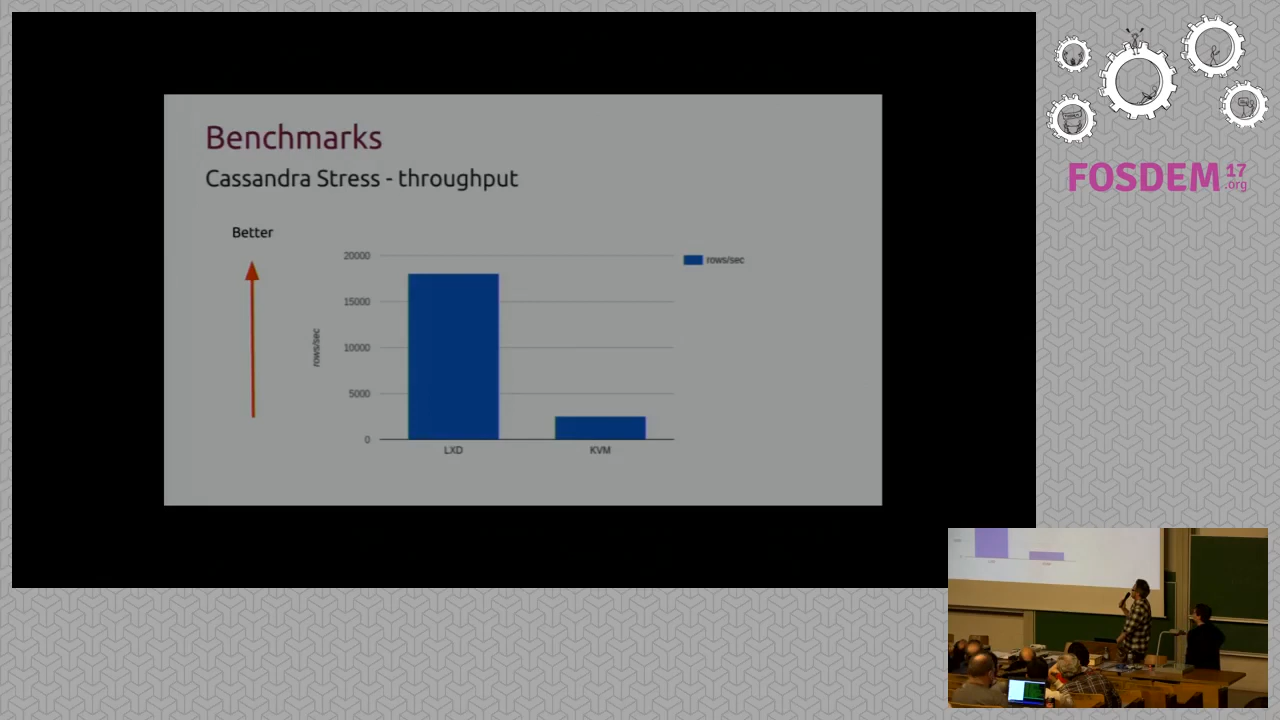 Benchmarks
Cassandra Stress - throughput
Better
20000
15000
10000
5000
0
rows/sec
LXD
KVM
rows/sec
FOSDEM 17
.org